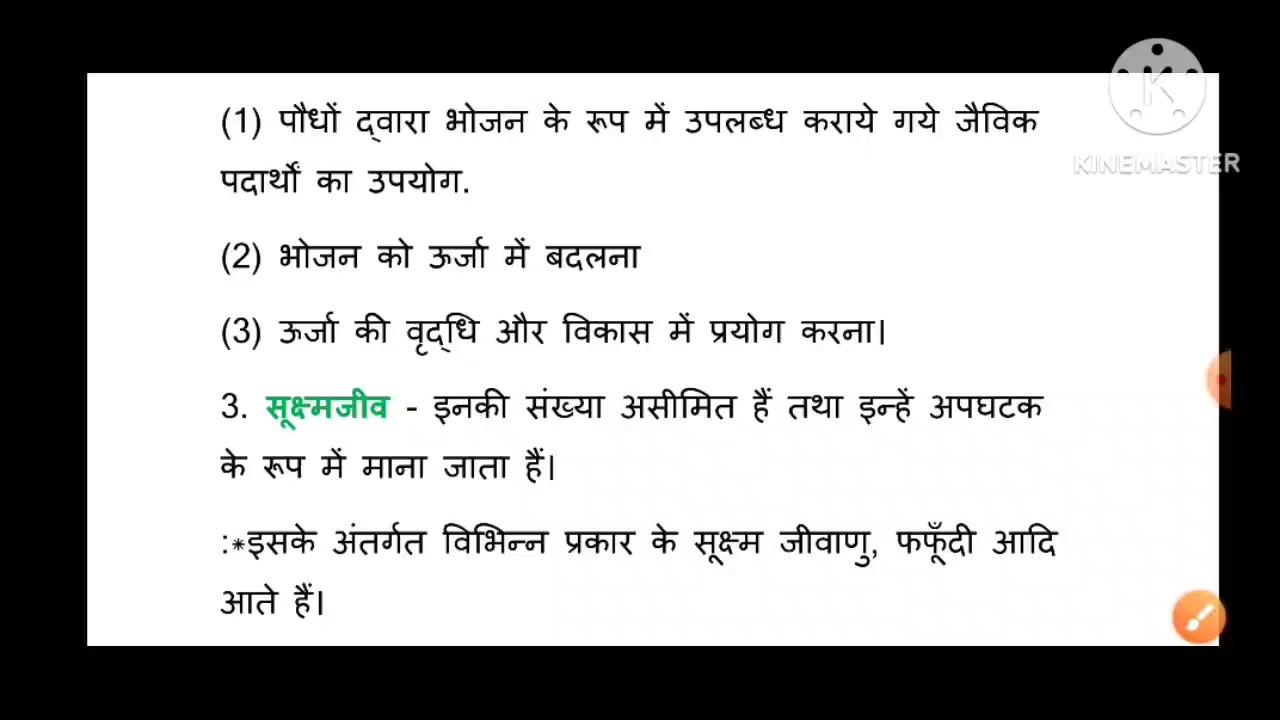 (1) पौधों द्वारा भोजन के रूप में उपलब्ध कराये गये जैविक
पदार्थों का उपयोग.
(2) भोजन को ऊर्जा में बदलना
(3) ऊर्जा की वृद्धि और विकास में प्रयोग करना।
3. सूक्ष्मजीव - इनकी संख्या असीमित हैं तथा इन्हें अपघटक
के रूप में माना जाता हैं।
:*इसके अंतर्गत विभिन्न प्रकार के सूक्ष्म जीवाणु, फफूँदी आदि
आते हैं।
K
KINEMASTER